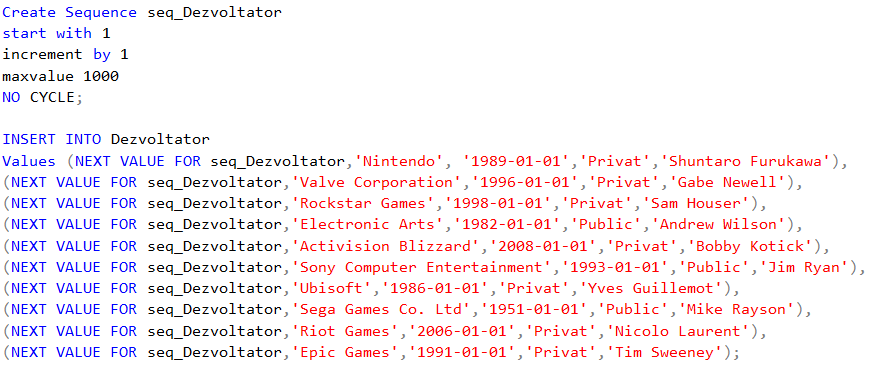 Create Sequence seq_Dezvoltator
start with 1
increment by 1
maxvalue 1000
NO CYCLE;

INSERT INTO Dezvoltator
Values (NEXT VALUE FOR seq_Dezvoltator,'Nintendo', '1989-01-01','Privat','Shuntaro Furukawa'),
(NEXT VALUE FOR seq_Dezvoltator,'Valve Corporation','1996-01-01','Privat','Gabe Newell'),
(NEXT VALUE FOR seq_Dezvoltator,'Rockstar Games','1998-01-01','Privat','Sam Houser'),
(NEXT VALUE FOR seq_Dezvoltator,'Electronic Arts','1982-01-01','Public','Andrew Wilson'),
(NEXT VALUE FOR seq_Dezvoltator,'Activision Blizzard','2008-01-01','Privat','Bobby Kotick'),
(NEXT VALUE FOR seq_Dezvoltator,'Sony Computer Entertainment','1993-01-01','Public','Jim Ryan'),
(NEXT VALUE FOR seq_Dezvoltator,'Ubisoft','1986-01-01','Privat','Yves Guillemot'),
(NEXT VALUE FOR seq_Dezvoltator,'Sega Games Co. Ltd','1951-01-01','Public','Mike Rayson'),
(NEXT VALUE FOR seq_Dezvoltator,'Riot Games','2006-01-01','Privat','Nicolo Laurent'),
(NEXT VALUE FOR seq_Dezvoltator,'Epic Games','1991-01-01','Privat','Tim Sweeney');